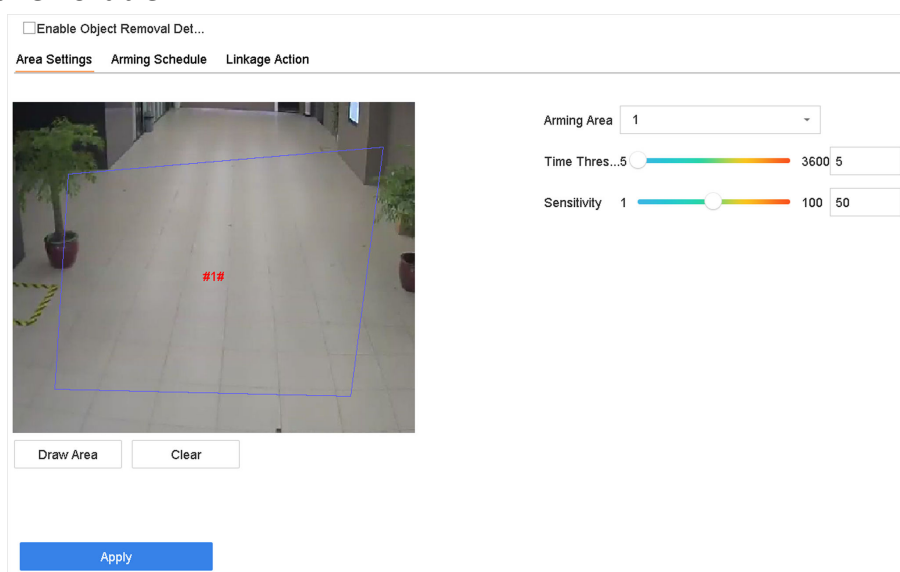 Enable Object Removal Det...
Area Settings Arming Schedule Linkage Action
Arming Area 1
Time Thres...5 3600 5
Sensitivity 1 100 50
#1#
Draw Area Clear
Apply